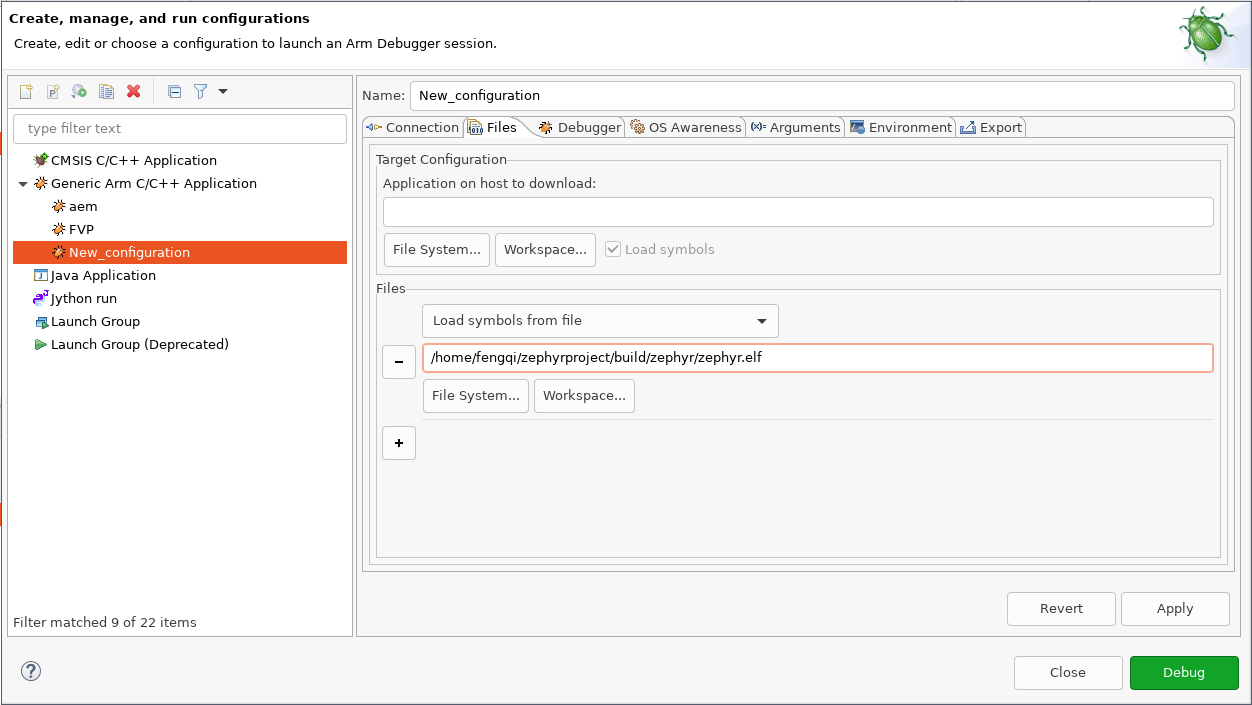 Create, manage, and run configurations
Create, edit or choose a configuration to launch an Arm Debugger session.
type filter text
CMSIS C/C++ Application
Generic Arm C/C++ Application
aem
FVP
New_configuration
Java Application
Jython run
Launch Group
Launch Group (Deprecated)
Filter matched 9 of 22 items
Name: New_configuration
Connection Files Debugger OS Awareness Arguments Environment Export
Target Configuration
Application on host to download:
File System... Workspace... Load symbols
Files
Load symbols from file
- /home/fengqi/zephyrproject/build/zephyr/zephyr.elf
File System... Workspace...
+
Revert Apply
? Close Debug